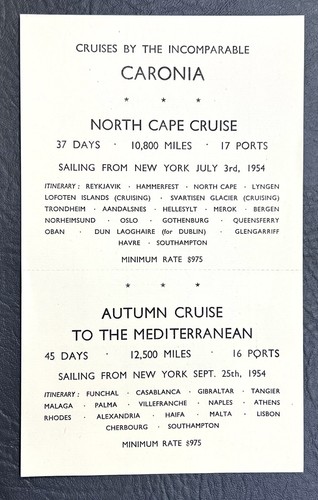 CRUISES BY THE INCOMPARABLE
CARONIA
* * *
NORTH CAPE CRUISE
37 DAYS · 10,800 MILES · 17 PORTS
SAILING FROM NEW YORK JULY 3rd, 1954
ITINERARY: REYKJAVIK · HAMMERFEST · NORTH CAPE · LYNGEN
LOFOTEN ISLANDS (CRUISING) · SVARTISEN GLACIER (CRUISING)
TRONDHEIM · AANDALSNES · HELLESYLT · MEROK · BERGEN
NORHEIMSUND · OSLO · GOTHENBURG · QUEENSFERRY
OBAN · DUN LAOGHAIRE (for DUBLIN) · GLENGARRIFF
HAVRE · SOUTHAMPTON
MINIMUM RATE $975
* * *
AUTUMN CRUISE
TO THE MEDITERRANEAN
45 DAYS · 12,500 MILES · 16 PORTS
SAILING FROM NEW YORK SEPT. 25th, 1954
ITINERARY: FUNCHAL · CASABLANCA · GIBRALTAR · TANGIER
MALAGA · PALMA · VILLEFRANCHE · NAPLES · ATHENS
RHODES · ALEXANDRIA · HAIFA · MALTA · LISBON
CHERBOURG · SOUTHAMPTON
MINIMUM RATE $975